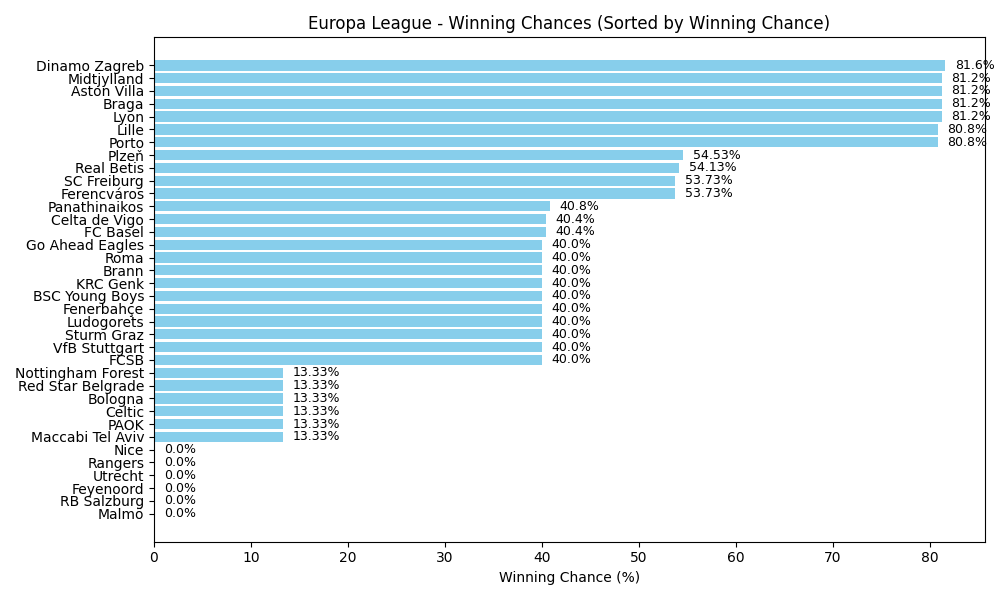 Europa League - Winning Chances (Sorted by Winning Chance)
Dinamo Zagreb 81.6%
Midtjylland 81.2%
Aston Villa 81.2%
Braga 81.2%
Lyon 81.2%
Lille 80.8%
Porto 80.8%
Plzeň 54.53%
Real Betis 54.13%
SC Freiburg 53.73%
Ferencváros 53.73%
Panathinaikos 40.8%
Celta de Vigo 40.4%
FC Basel 40.4%
Go Ahead Eagles 40.0%
Roma 40.0%
Brann 40.0%
KRC Genk 40.0%
BSC Young Boys 40.0%
Fenerbahçe 40.0%
Ludogorets 40.0%
Sturm Graz 40.0%
VfB Stuttgart 40.0%
FCSB 40.0%
Nottingham Forest 13.33%
Red Star Belgrade 13.33%
Bologna 13.33%
Celtic 13.33%
PAOK 13.33%
Maccabi Tel Aviv 13.33%
Nice 0.0%
Rangers 0.0%
Utrecht 0.0%
Feyenoord 0.0%
RB Salzburg 0.0%
Malmö 0.0%
0 10 20 30 40 50 60 70 80
Winning Chance (%)